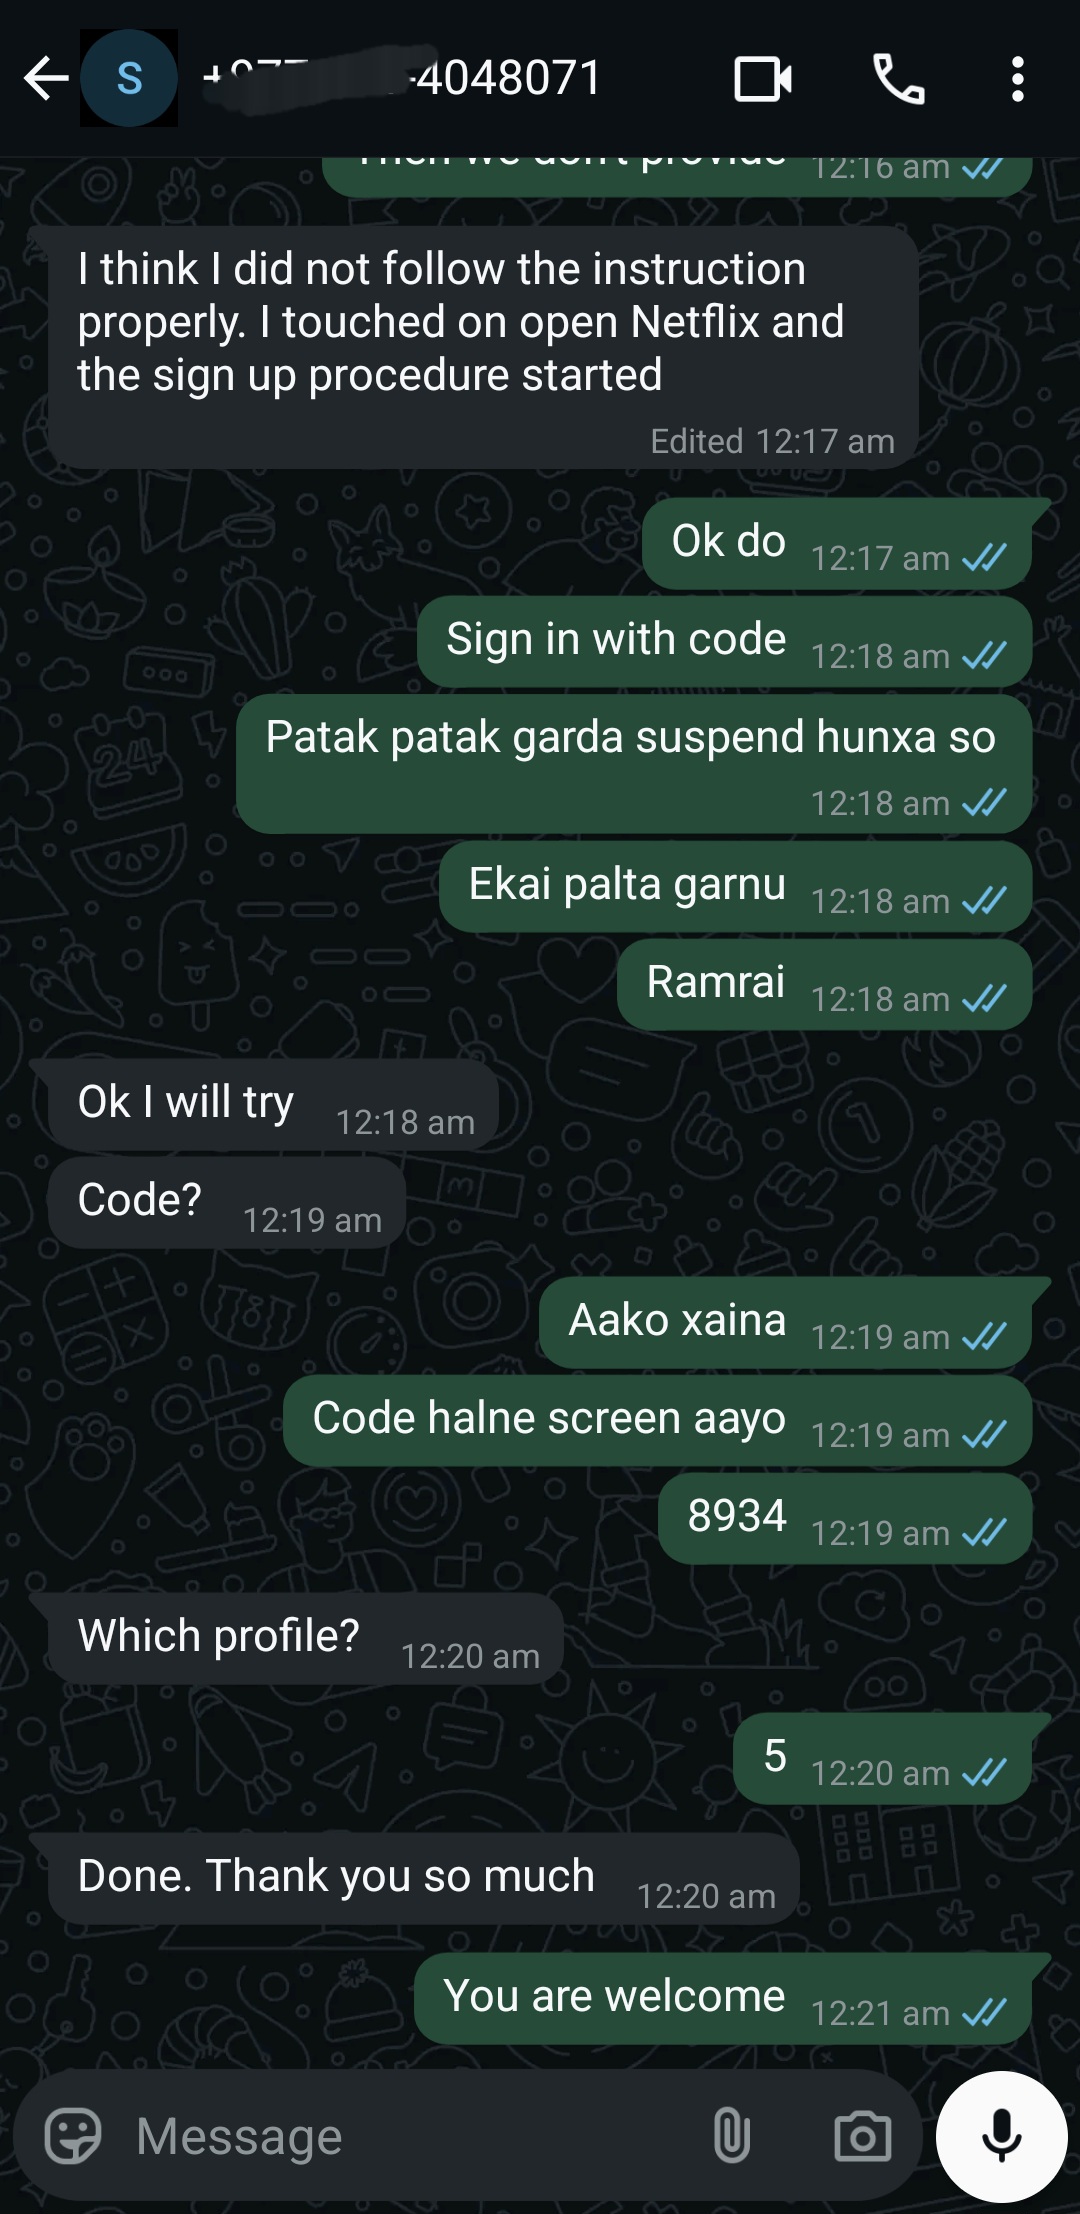 S
-4048071
Then we don't provide 12:16 am
I think I did not follow the instruction
properly. I touched on open Netflix and
the sign up procedure started
Edited 12:17 am
Ok do 12:17 am
Sign in with code 12:18 am
Patak patak garda suspend hunxa so
12:18 am
Ekai palta garnu 12:18 am
Ramrai 12:18 am
Ok I will try 12:18 am
Code? 12:19 am
Aako xaina 12:19 am
Code halne screen aayo 12:19 am
8934 12:19 am
Which profile? 12:20 am
5 12:20 am
Done. Thank you so much 12:20 am
You are welcome 12:21 am
Message